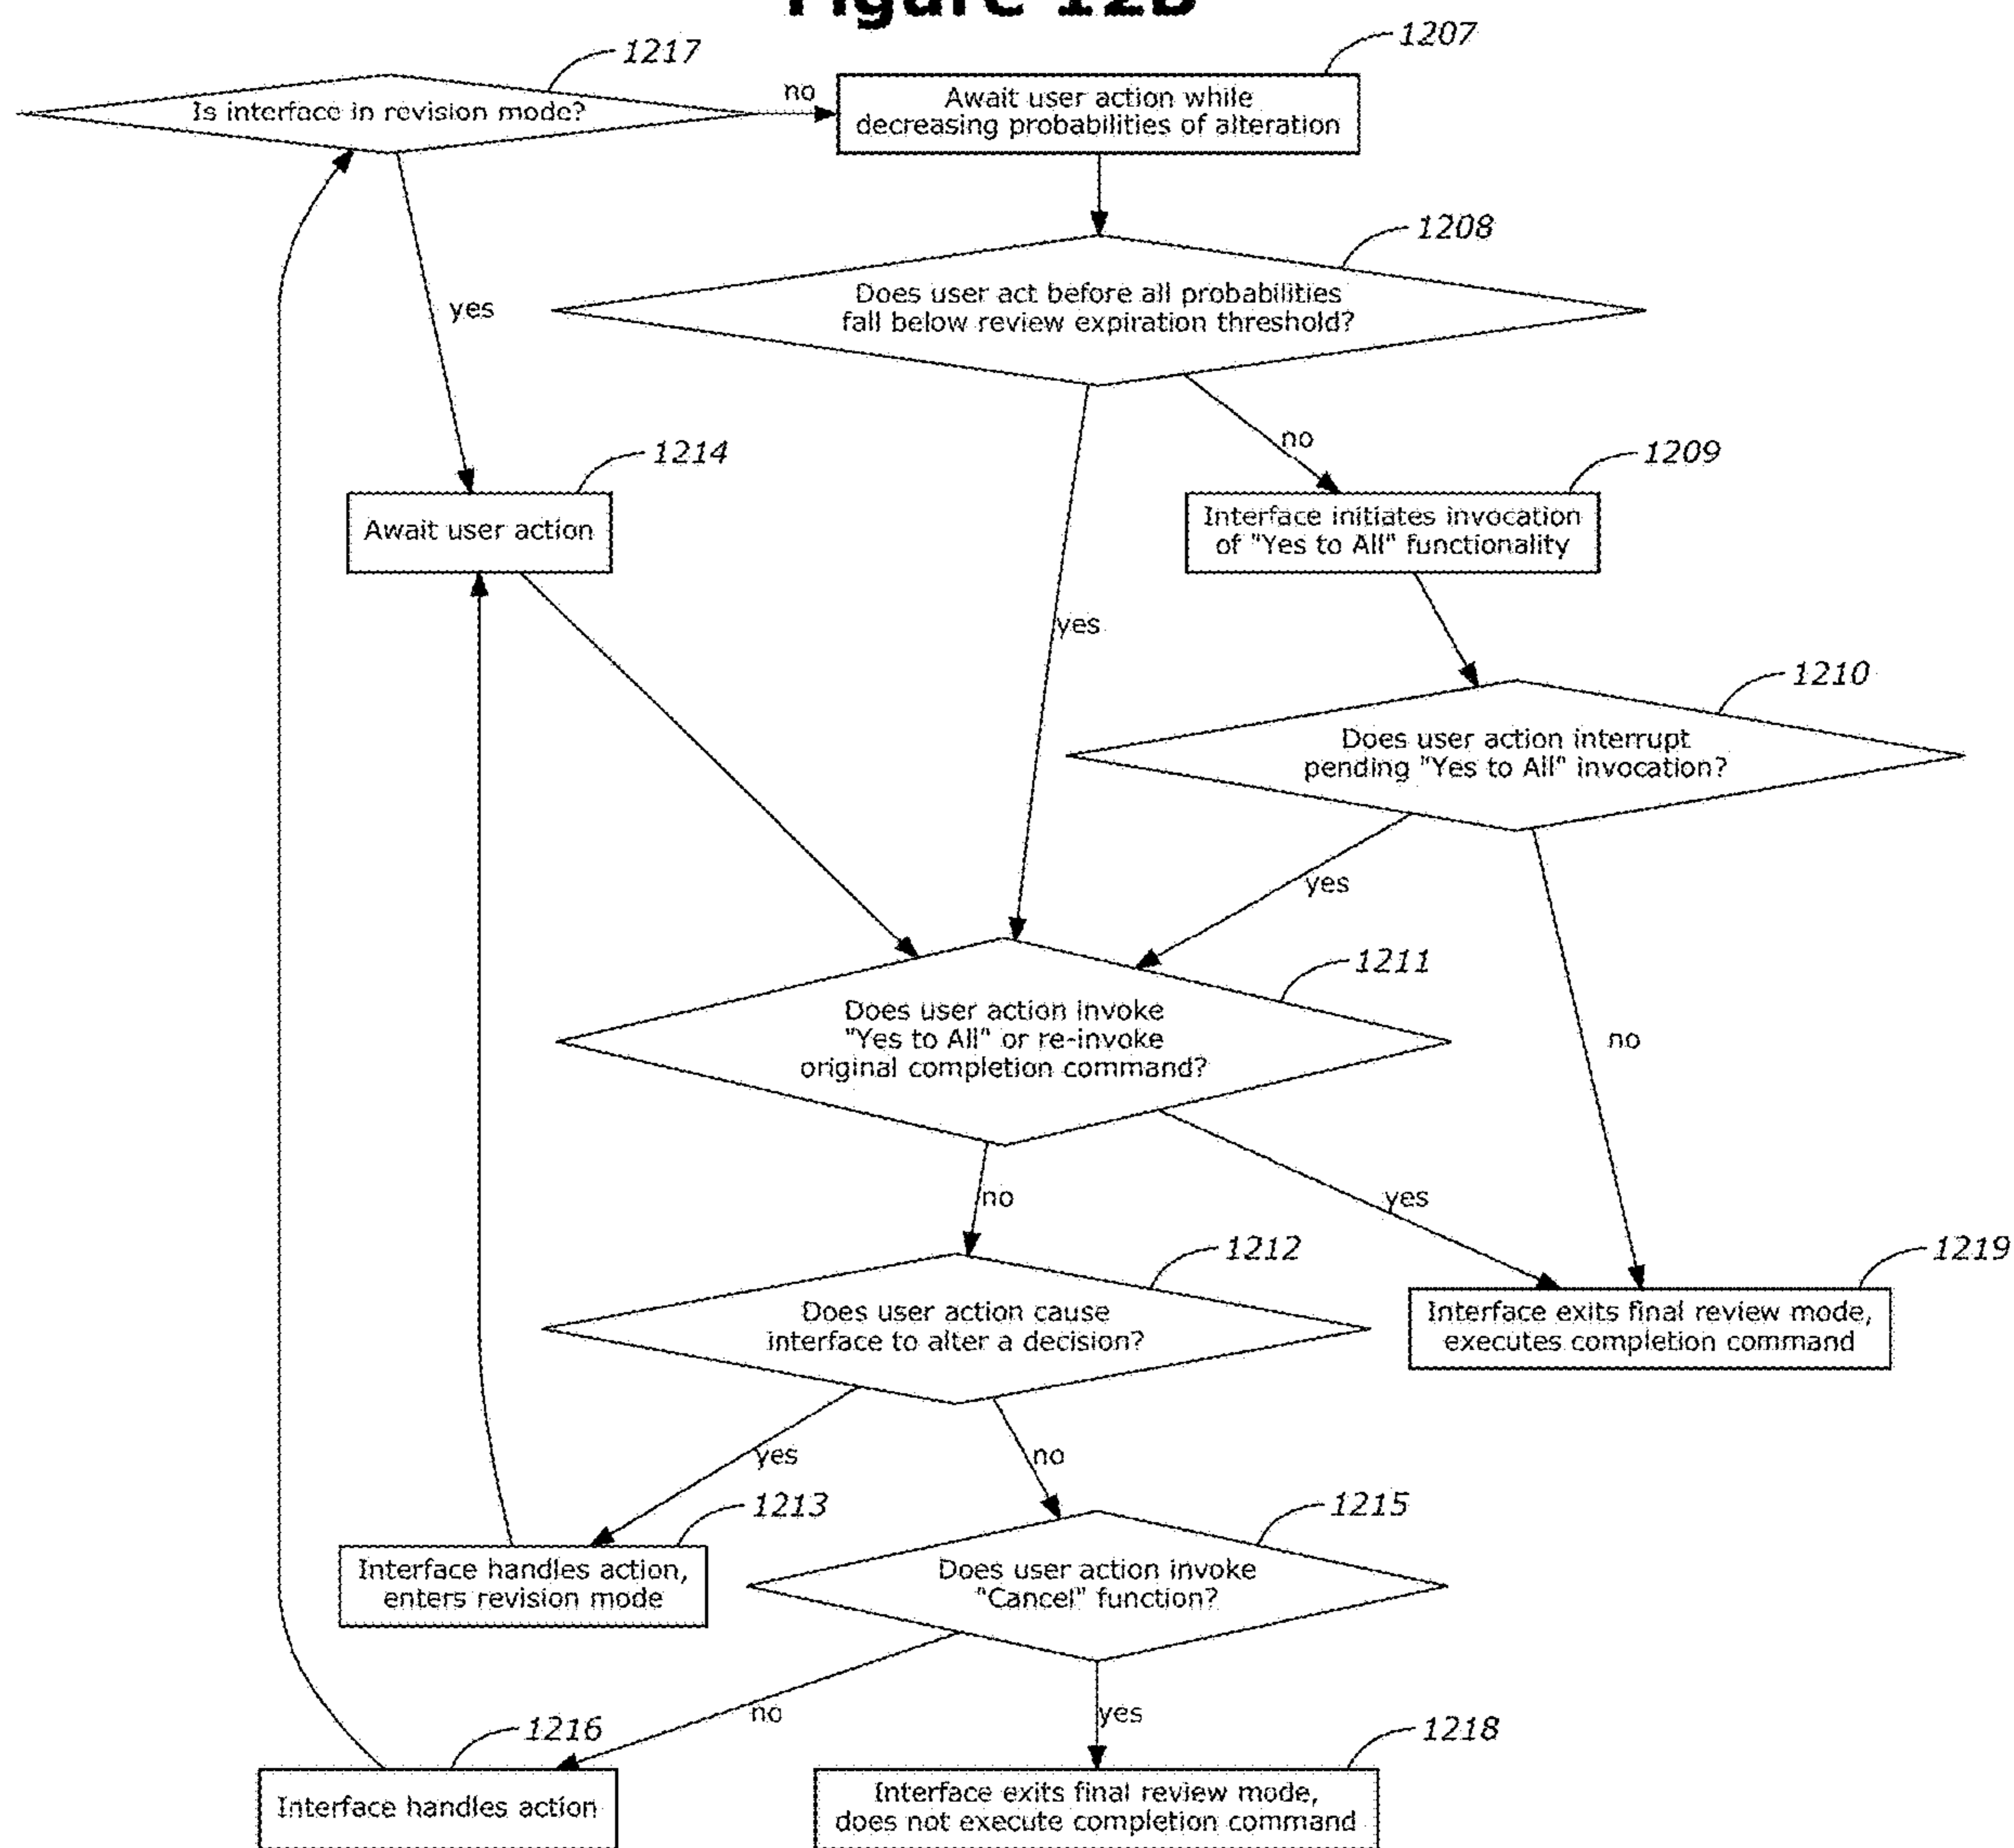 Figure 12B
1217
1207
Is interface in revision mode?
no
Await user action while
decreasing probabilities of alteration
1208
Does user act before all probabilities
fall below review expiration threshold?
yes
no
1214
1209
Await user action
Interface initiates invocation
of "Yes to All" functionality
yes
1210
Does user action interrupt
pending "Yes to All" invocation?
yes
1211
Does user action invoke
"Yes to All" or re-invoke
original completion command?
no
no
yes
1212
1219
Does user action cause
interface to alter a decision?
Interface exits final review mode,
executes completion command
yes
no
1213
1215
Interface handles action,
enters revision mode
Does user action invoke
"Cancel" function?
no
yes
1216
1218
Interface handles action
Interface exits final review mode,
does not execute completion command